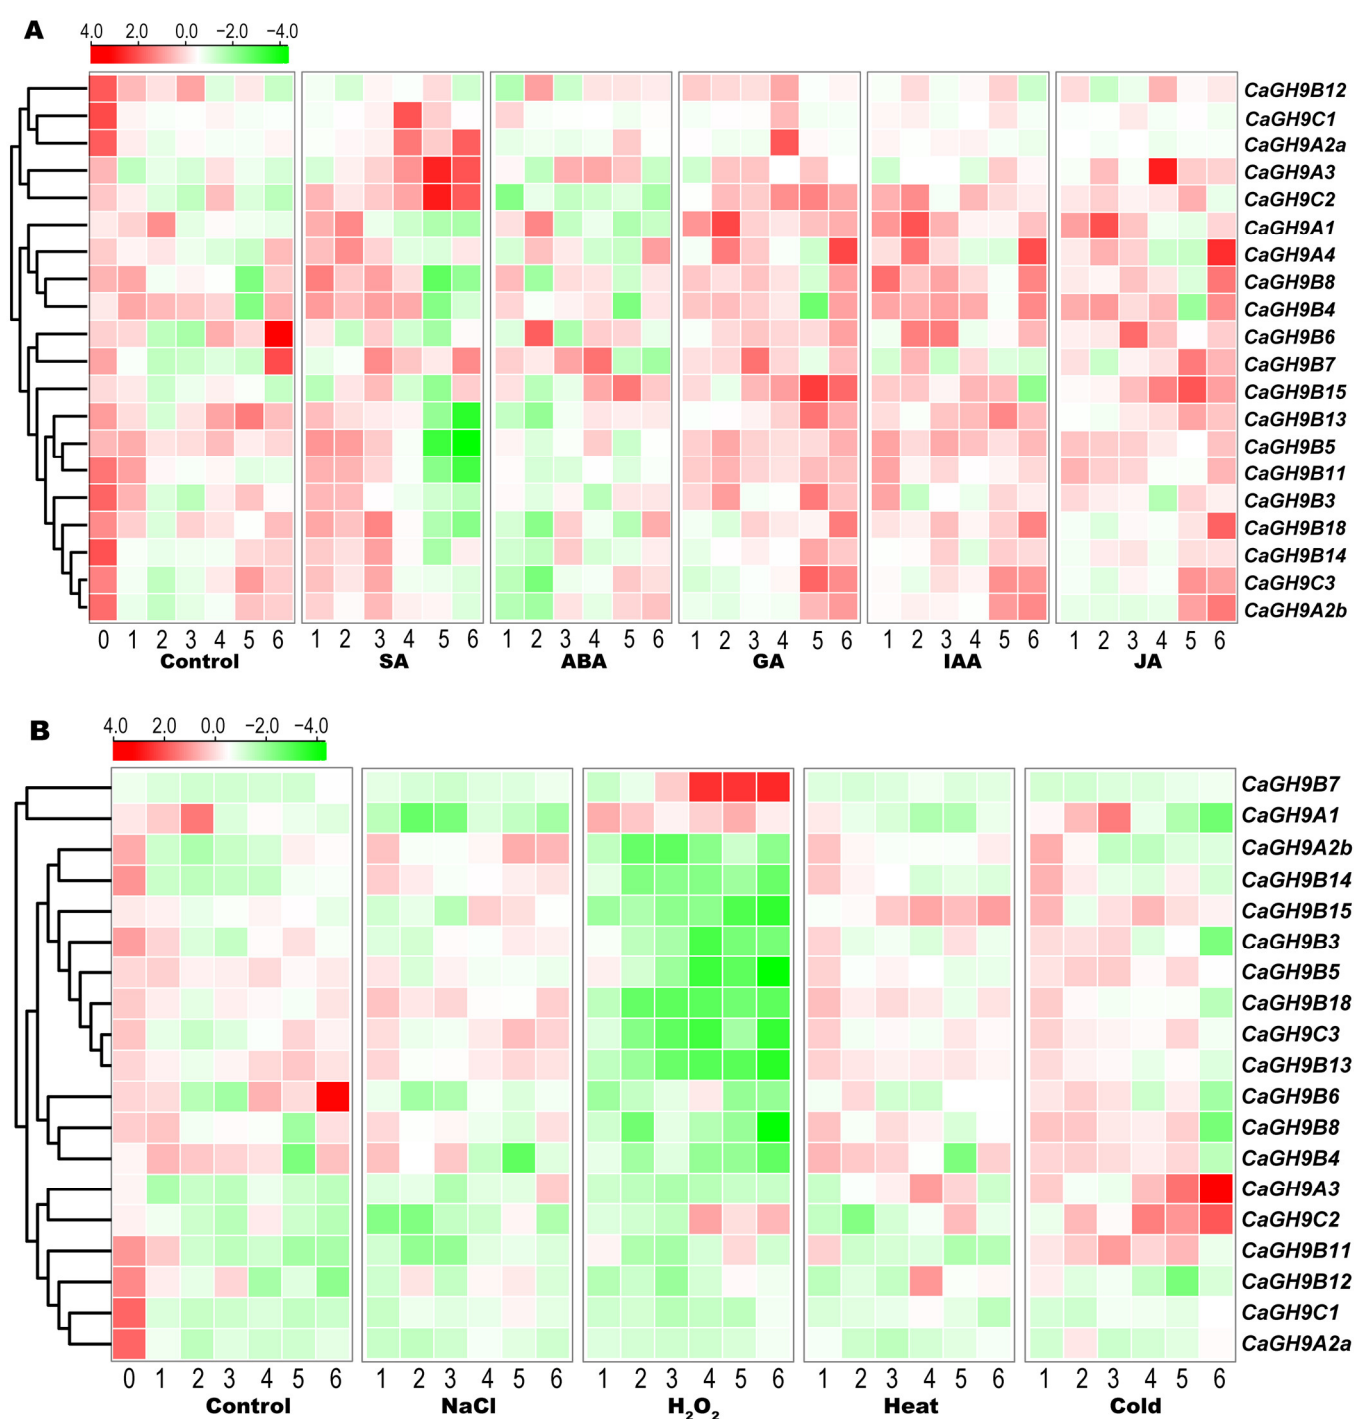 A
4.0 2.0 0.0 −2.0 −4.0
CaGH9B12
CaGH9C1
CaGH9A2a
CaGH9A3
CaGH9C2
CaGH9A1
CaGH9A4
CaGH9B8
CaGH9B4
CaGH9B6
CaGH9B7
CaGH9B15
CaGH9B13
CaGH9B5
CaGH9B11
CaGH9B3
CaGH9B18
CaGH9B14
CaGH9C3
CaGH9A2b
0 1 2 3 4 5 6 1 2 3 4 5 6 1 2 3 4 5 6 1 2 3 4 5 6 1 2 3 4 5 6 1 2 3 4 5 6
Control SA ABA GA IAA JA
B
4.0 2.0 0.0 −2.0 −4.0
CaGH9B7
CaGH9A1
CaGH9A2b
CaGH9B14
CaGH9B15
CaGH9B3
CaGH9B5
CaGH9B18
CaGH9C3
CaGH9B13
CaGH9B6
CaGH9B8
CaGH9B4
CaGH9A3
CaGH9C2
CaGH9B11
CaGH9B12
CaGH9C1
CaGH9A2a
0 1 2 3 4 5 6 1 2 3 4 5 6 1 2 3 4 5 6 1 2 3 4 5 6 1 2 3 4 5 6
Control NaCl H₂O₂ Heat Cold